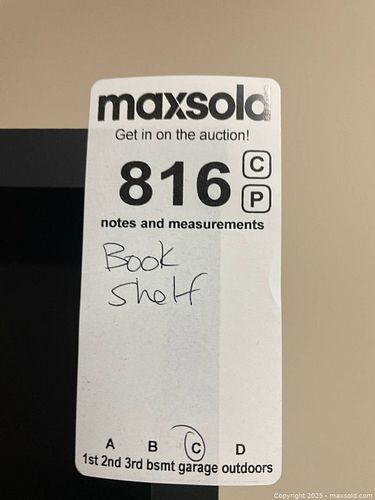 maxsold
Get in on the auction!
816 C
P
notes and measurements
Book
Shelf
A B C D
1st 2nd 3rd bsmt garage outdoors
Copyright 2025 - maxsold.com